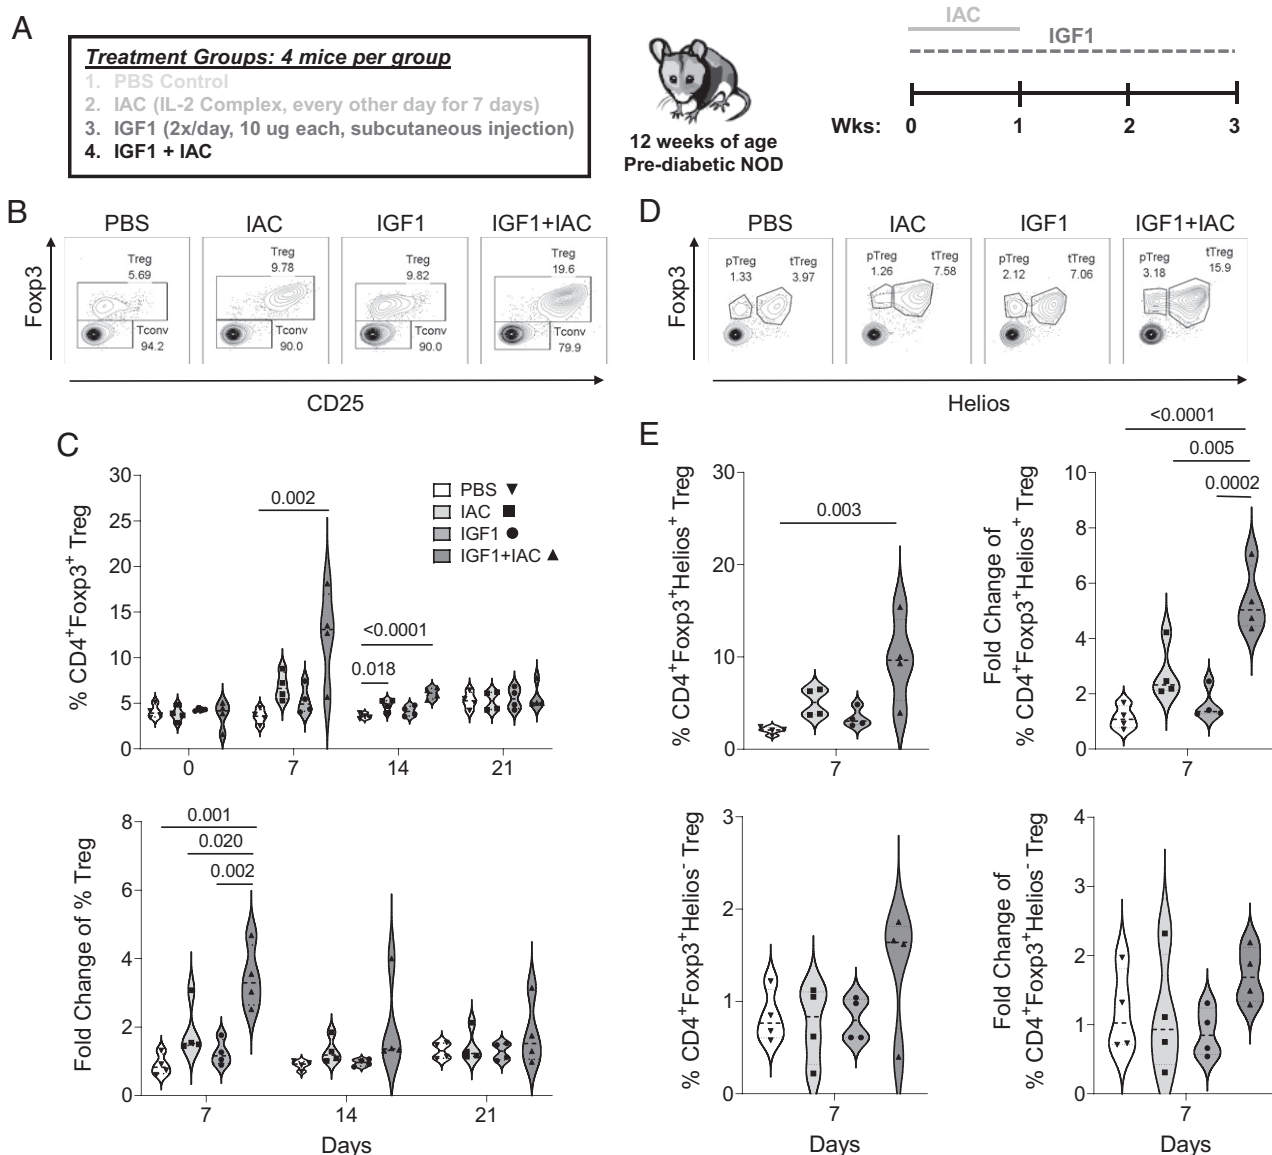 A
Treatment Groups: 4 mice per group
1. PBS Control
2. IAC (IL-2 Complex, every other day for 7 days)
3. IGF1 (2x/day, 10 ug each, subcutaneous injection)
4. IGF1 + IAC
12 weeks of age
Pre-diabetic NOD
IAC
IGF1
Wks: 0 1 2 3
B
PBS IAC IGF1 IGF1+IAC
Foxp3
Treg
5.69
Tconv
94.2
Treg
9.78
Tconv
90.0
Treg
9.82
Tconv
90.0
Treg
19.6
Tconv
79.9
CD25
D
PBS IAC IGF1 IGF1+IAC
Foxp3
pTreg tTreg
1.33 3.97
pTreg tTreg
1.26 7.58
pTreg tTreg
2.12 7.06
pTreg tTreg
3.18 15.9
Helios
C
% CD4+Foxp3+ Treg
30
25
20
15
10
5
0
0.002
<0.0001
0.018
PBS
IAC
IGF1
IGF1+IAC
0 7 14 21
Fold Change of % Treg
8
6
4
2
0
0.001
0.020
0.002
7 14 21
Days
E
% CD4+Foxp3+Helios+ Treg
30
20
10
0
0.003
7
Fold Change of
% CD4+Foxp3+Helios+ Treg
10
8
6
4
2
0
<0.0001
0.005
0.0002
7
% CD4+Foxp3+Helios- Treg
3
2
1
0
7
Days
Fold Change of
% CD4+Foxp3+Helios- Treg
4
3
2
1
0
7
Days